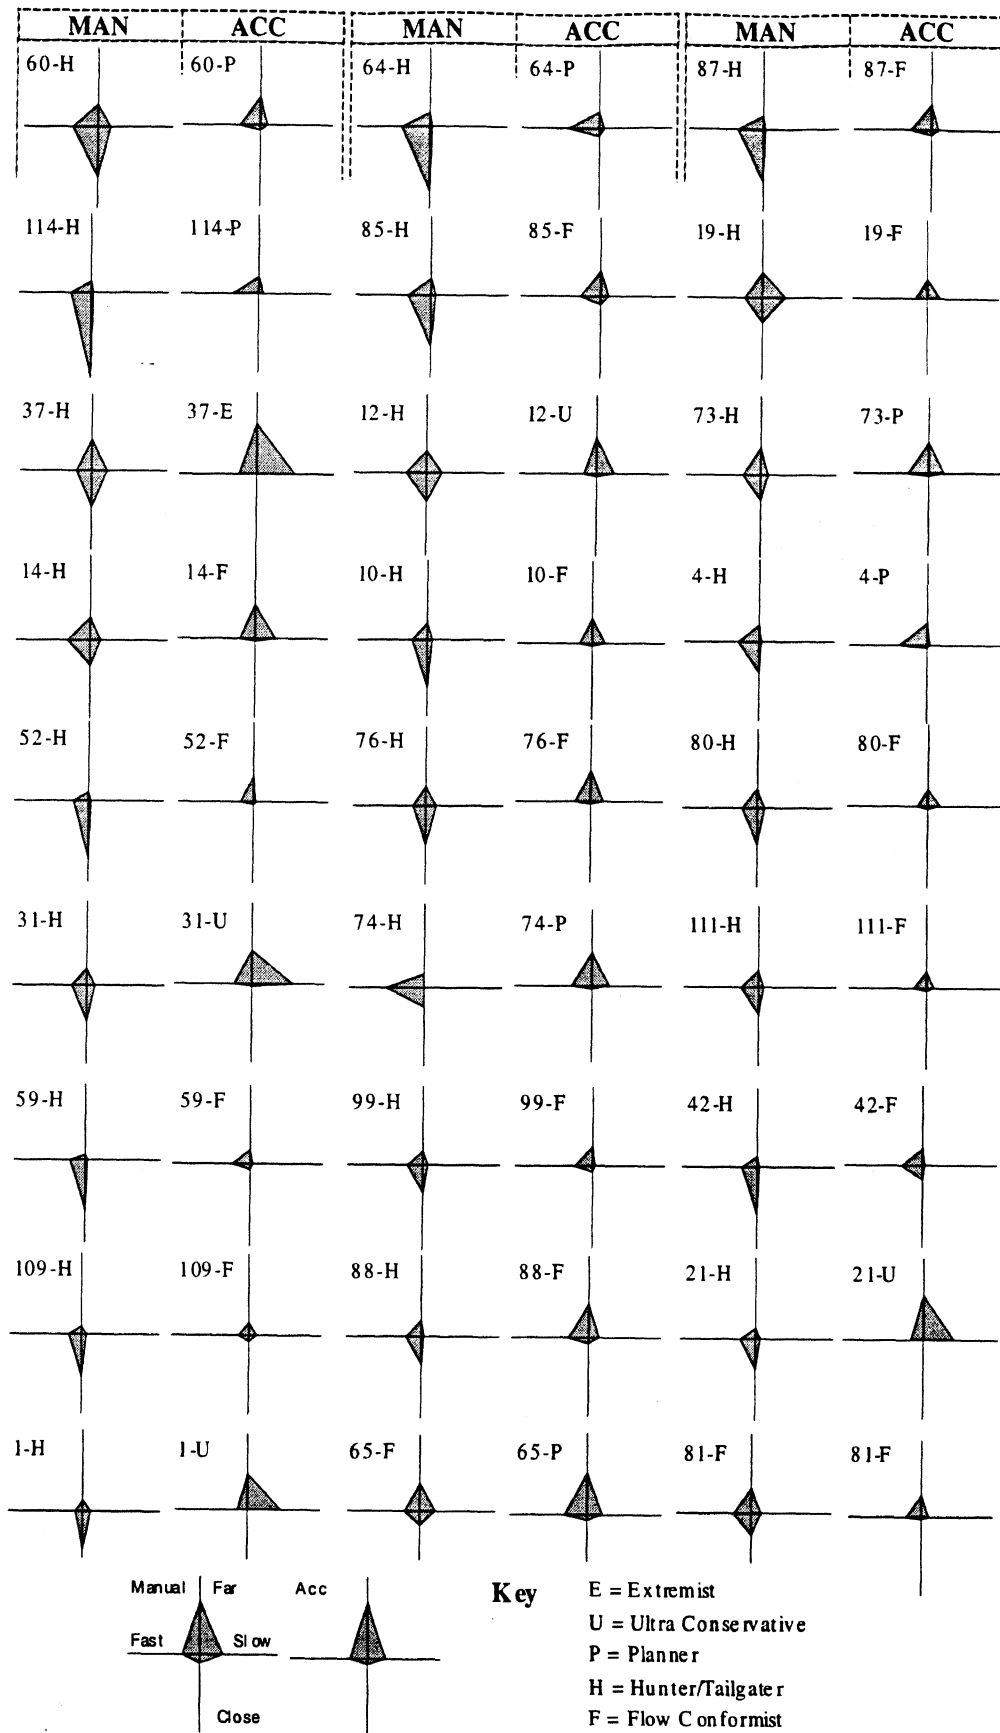 MAN ACC MAN ACC MAN ACC
60-H 60-P 64-H 64-P 87-H 87-F
114-H 114-P 85-H 85-F 19-H 19-F
37-H 37-E 12-H 12-U 73-H 73-P
14-H 14-F 10-H 10-F 4-H 4-P
52-H 52-F 76-H 76-F 80-H 80-F
31-H 31-U 74-H 74-P 111-H 111-F
59-H 59-F 99-H 99-F 42-H 42-F
109-H 109-F 88-H 88-F 21-H 21-U
1-H 1-U 65-F 65-P 81-F 81-F
Manual Far Acc
Fast Slow
Close
Key
E = Extremist
U = Ultra Conservative
P = Planner
H = Hunter/Tailgater
F = Flow Conformist